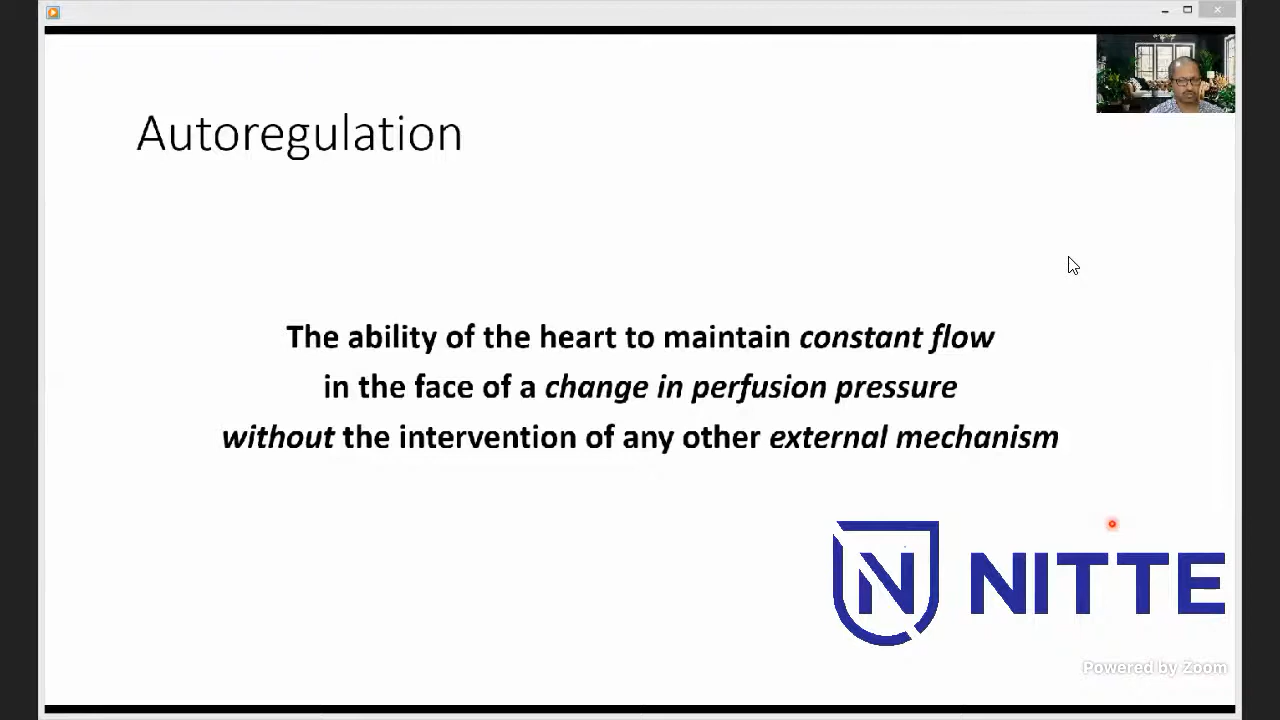 Autoregulation
The ability of the heart to maintain constant flow
in the face of a change in perfusion pressure
without the intervention of any other external mechanism
N NITTE
Powered by Zoom